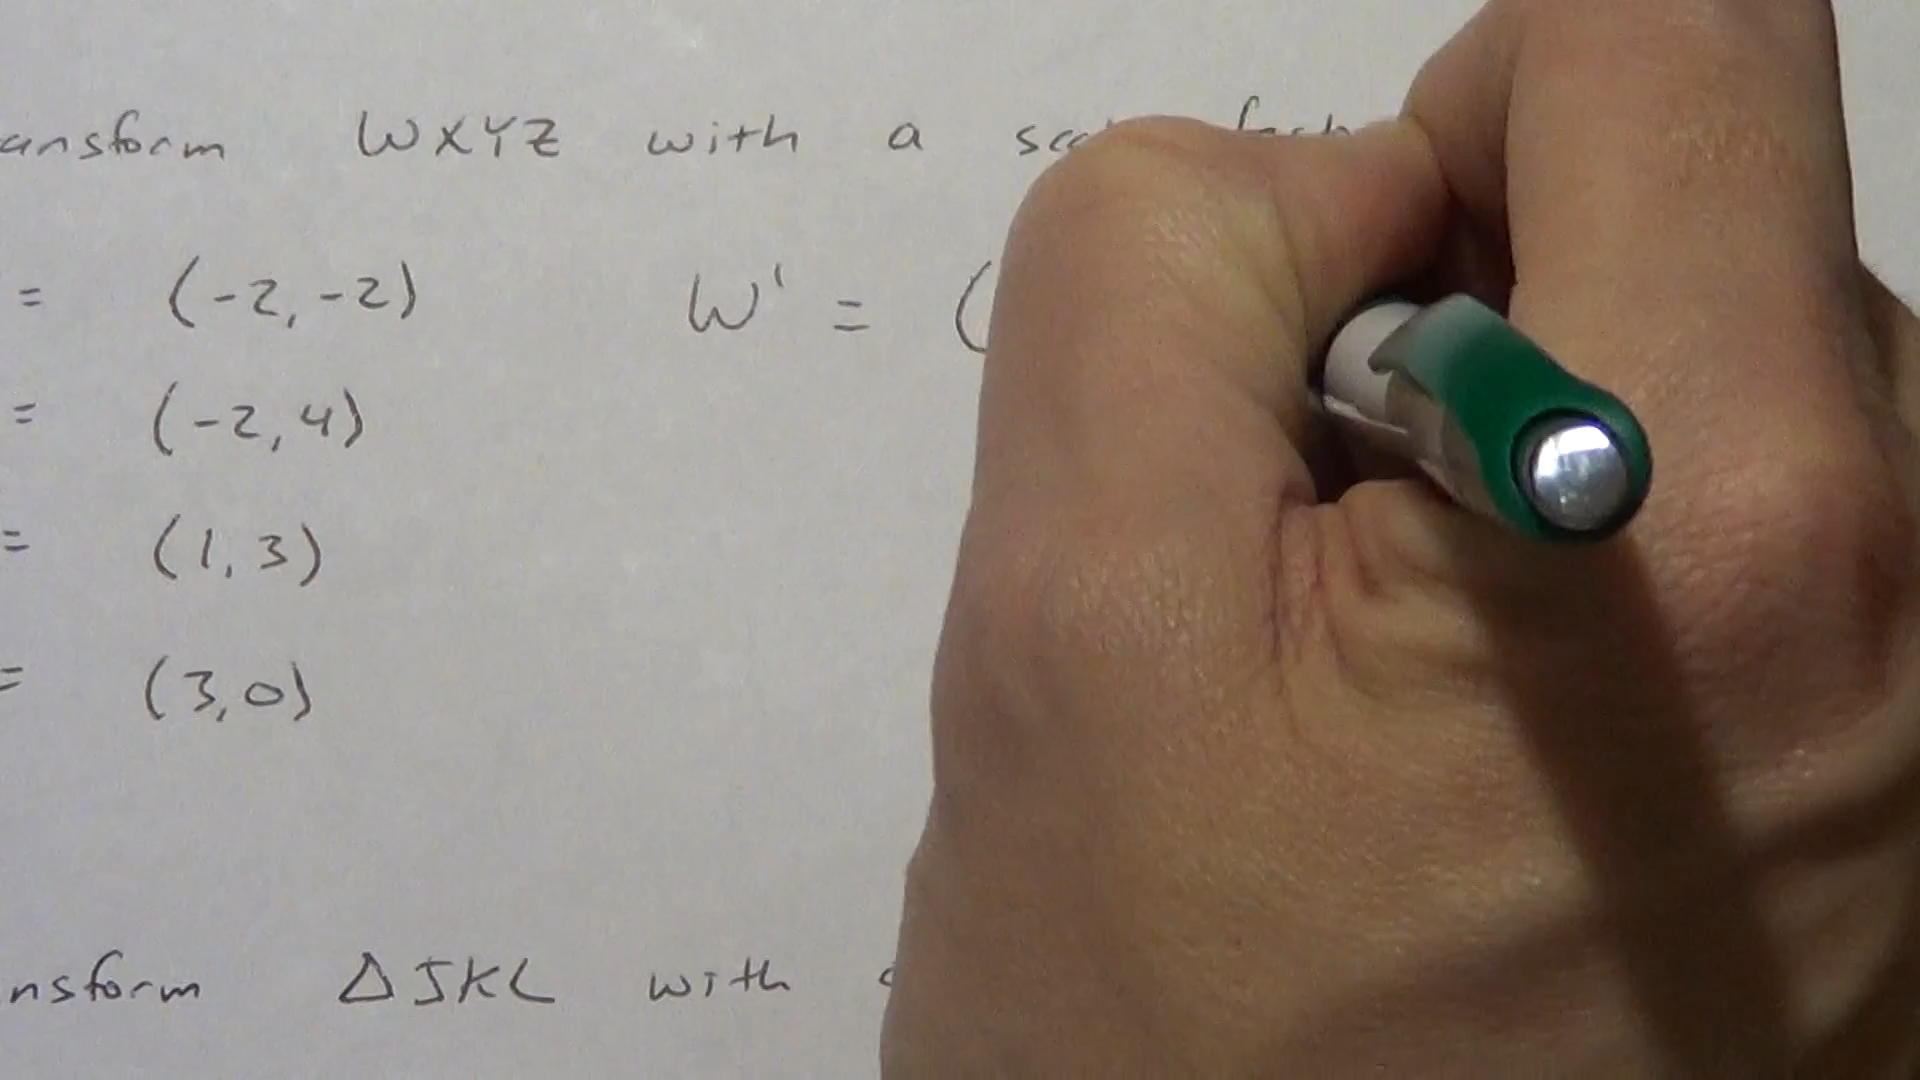 ansform WXYZ with a
= (-2, -2) W' = (
= (-2, 4)
= (1, 3)
= (3, 0)
nsform ΔJKL with